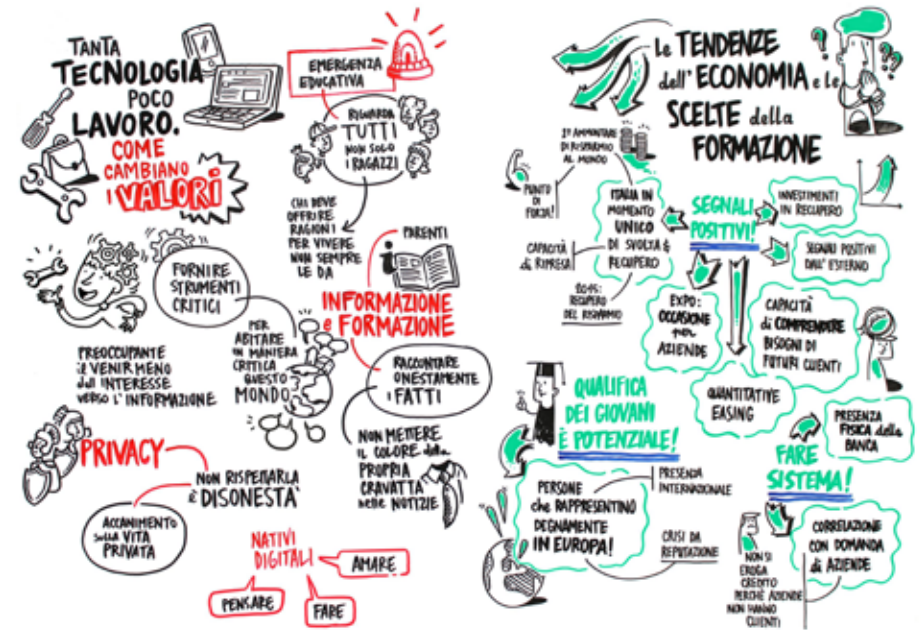 TANTA
TECNOLOGIA
POCO
LAVORO.
COME
CAMBIANO
I VALORI
EMERGENZA
EDUCATIVA
RIGUARDA
TUTTI
NON SOLO
I RAGAZZI
CHI DEVE
OFFRIRE
RAGIONI
PER VIVERE
NON SEMPRE
LE DA
PARENTI
INFORMAZIONE
e FORMAZIONE
FORNIRE
STRUMENTI
CRITICI
PER
ABITARE
IN MANIERA
CRITICA
QUESTO
MONDO
RACCONTARE
ONESTAMENTE
I FATTI
PREOCCUPANTE
il VENIR MENO
dell' INTERESSE
VERSO L'INFORMAZIONE
NON METTERE
IL COLORE della
PROPRIA
CRAVATTA
nelle NOTIZIE
PRIVACY
NON RISPETTARLA
È DISONESTÀ
ACCANIMENTO
sulla VITA
PRIVATA
NATIVI
DIGITALI
AMARE
PENSARE
FARE
Le TENDENZE
dell' ECONOMIA e le
SCELTE della
FORMAZIONE
AMMONTARE
DI RISPARMIO
AL MONDO
PUNTO
DI
FORZA!
ITALIA IN
MOMENTO
UNICO
DI SVOLTA &
RECUPERO
CAPACITÀ
di RIPRESA
2015:
RECUPERO
DEL RISPARMIO
SEGNALI
POSITIVI!
INVESTIMENTI
IN RECUPERO
SEGNALI POSITIVI
DALL'ESTERNO
EXPO:
OCCASIONE
per
AZIENDE
CAPACITÀ
di COMPRENDERE
BISOGNI DI
FUTURI CLIENTI
QUANTITATIVE
EASING
PRESENZA
FISICA della
BANCA
QUALIFICA
DEI GIOVANI
È POTENZIALE!
FARE
SISTEMA!
PERSONE
che RAPPRESENTINO
DEGNAMENTE
IN EUROPA!
PRESENZA
INTERNAZIONALE
CRISI DA
REPUTAZIONE
NON SI
EROGA
CREDITO
PERCHÈ AZIENDE
NON HANNO
CLIENTI
CORRELAZIONE
CON DOMANDA
di AZIENDE